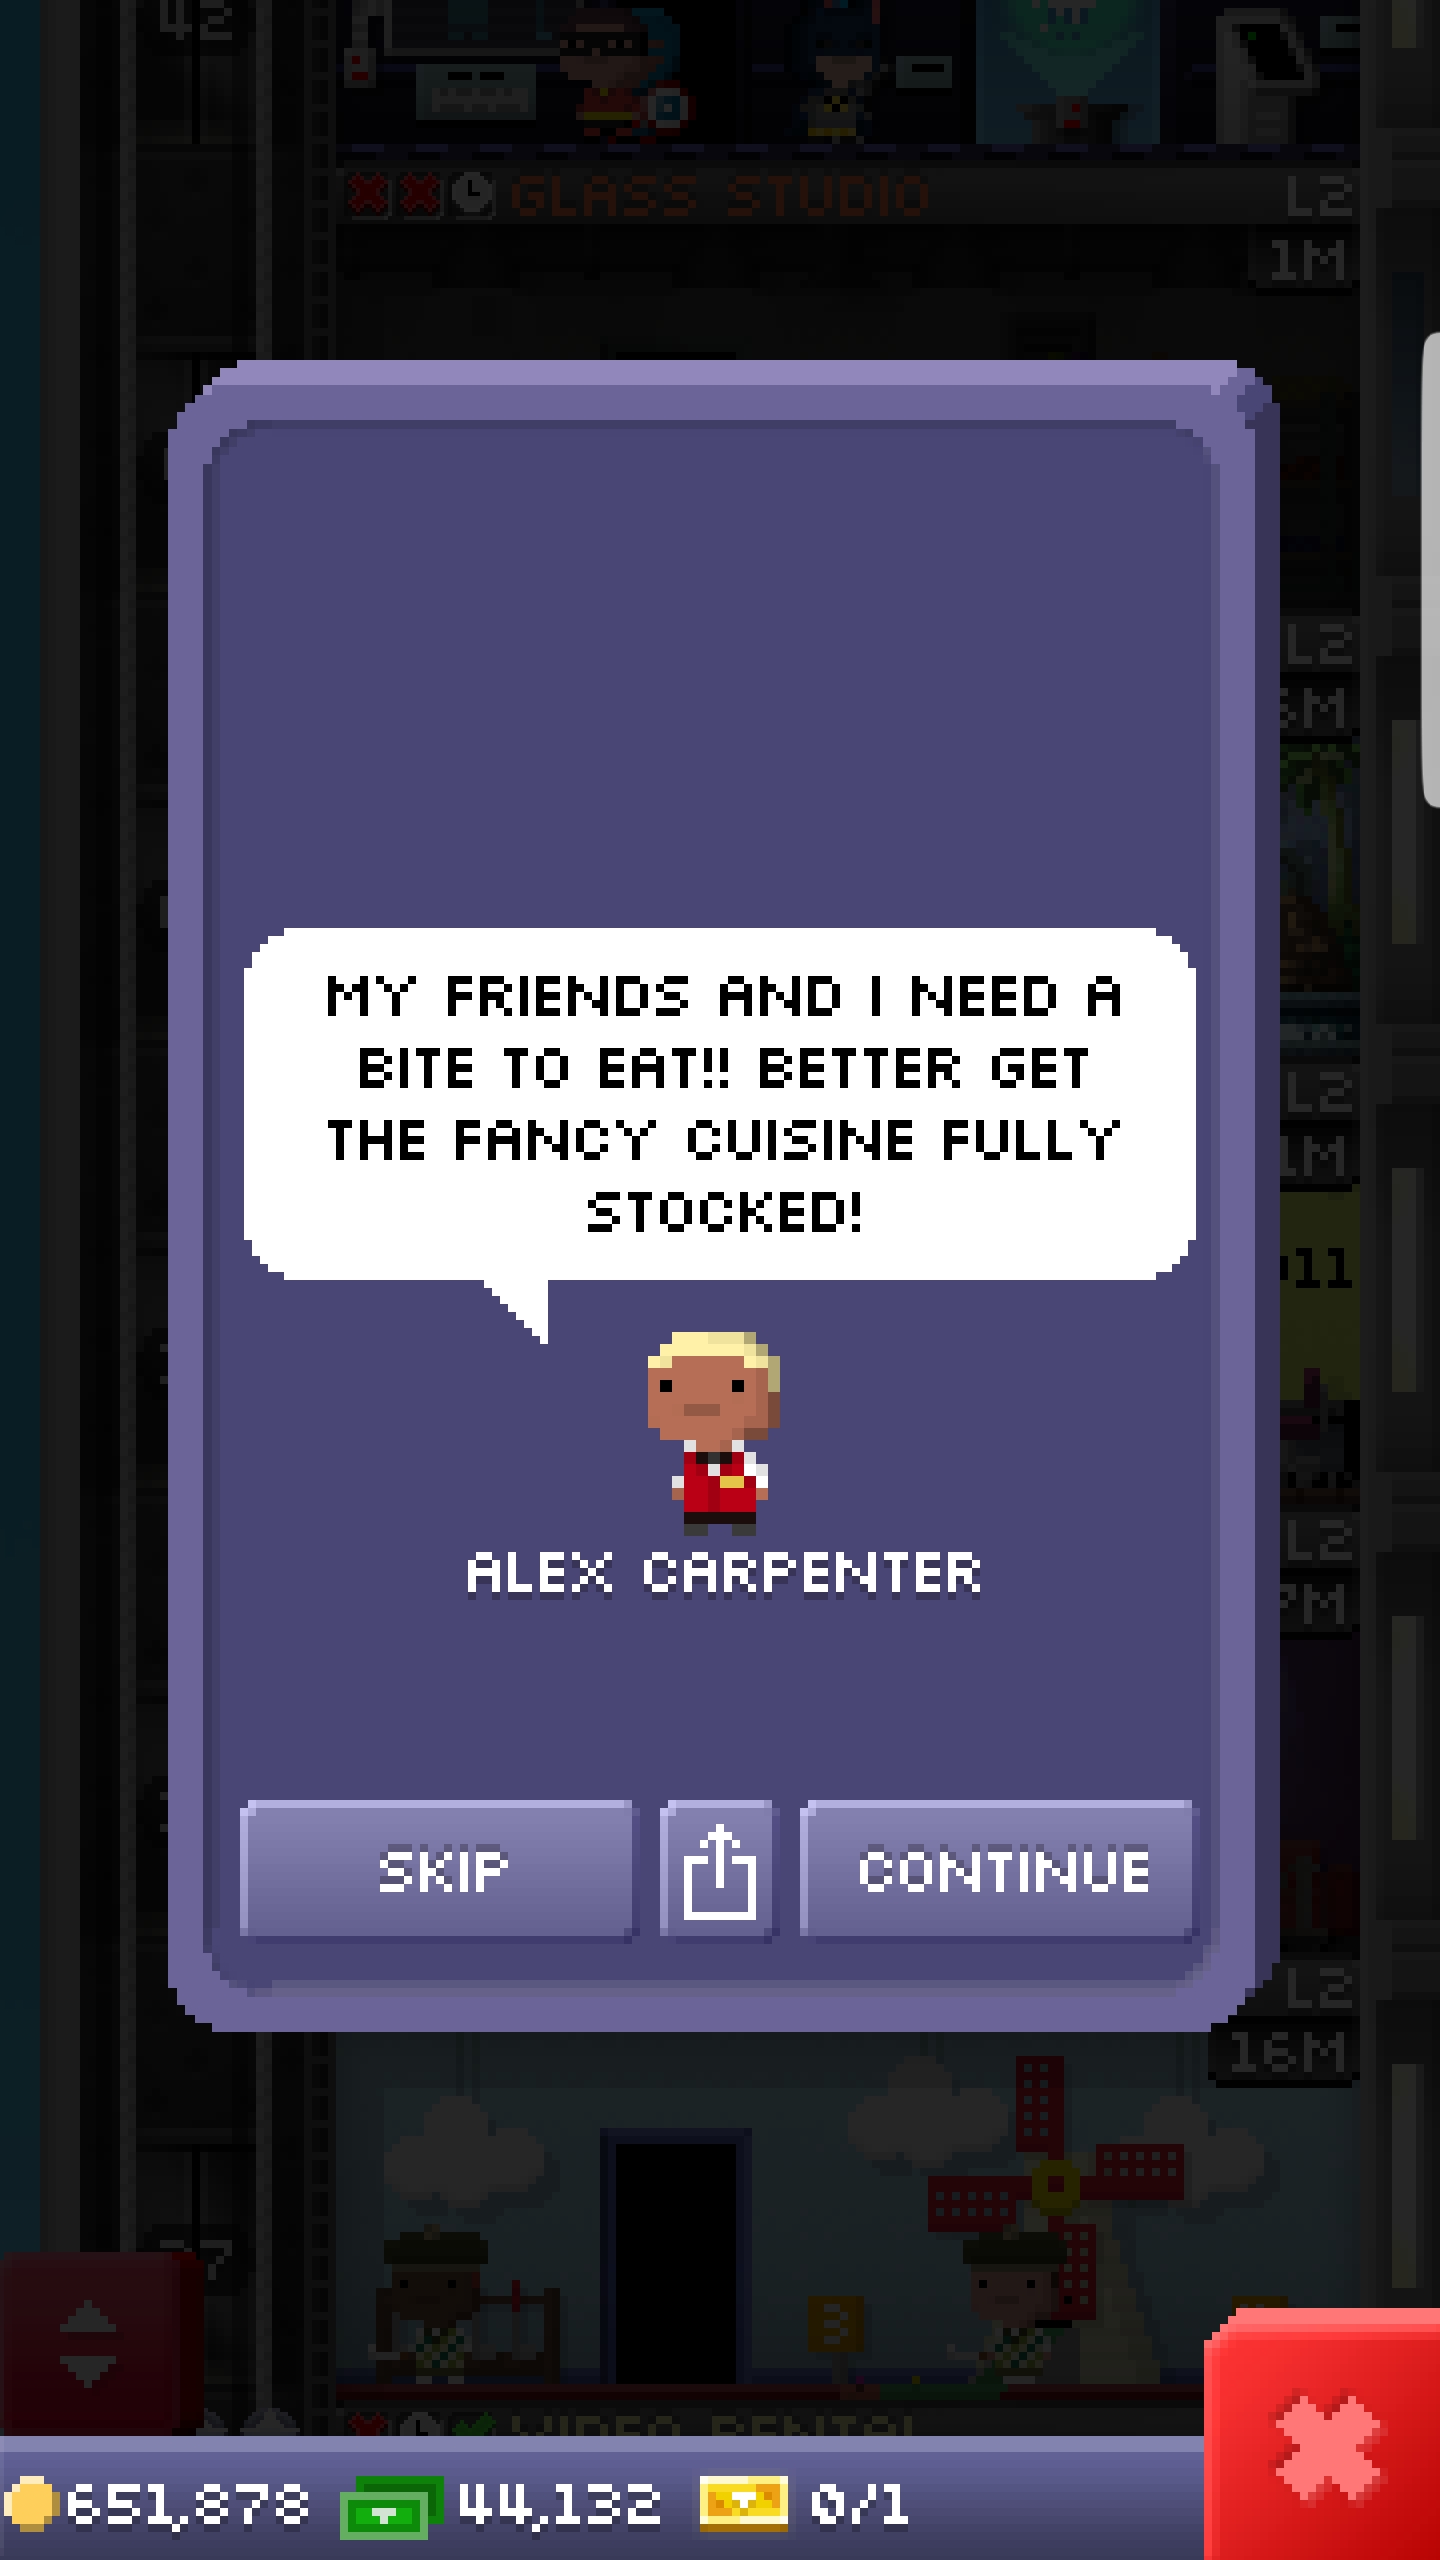 42
GLASS STUDIO
L2
1M
L2
M
L2
1M
11
MY FRIENDS AND I NEED A
BITE TO EAT!! BETTER GET
THE FANCY CUISINE FULLY
STOCKED!
ALEX CARPENTER
L2
PM
SKIP
CONTINUE
L2
16M
3
VIDEO RENTAL
651,878
44,132
0/1